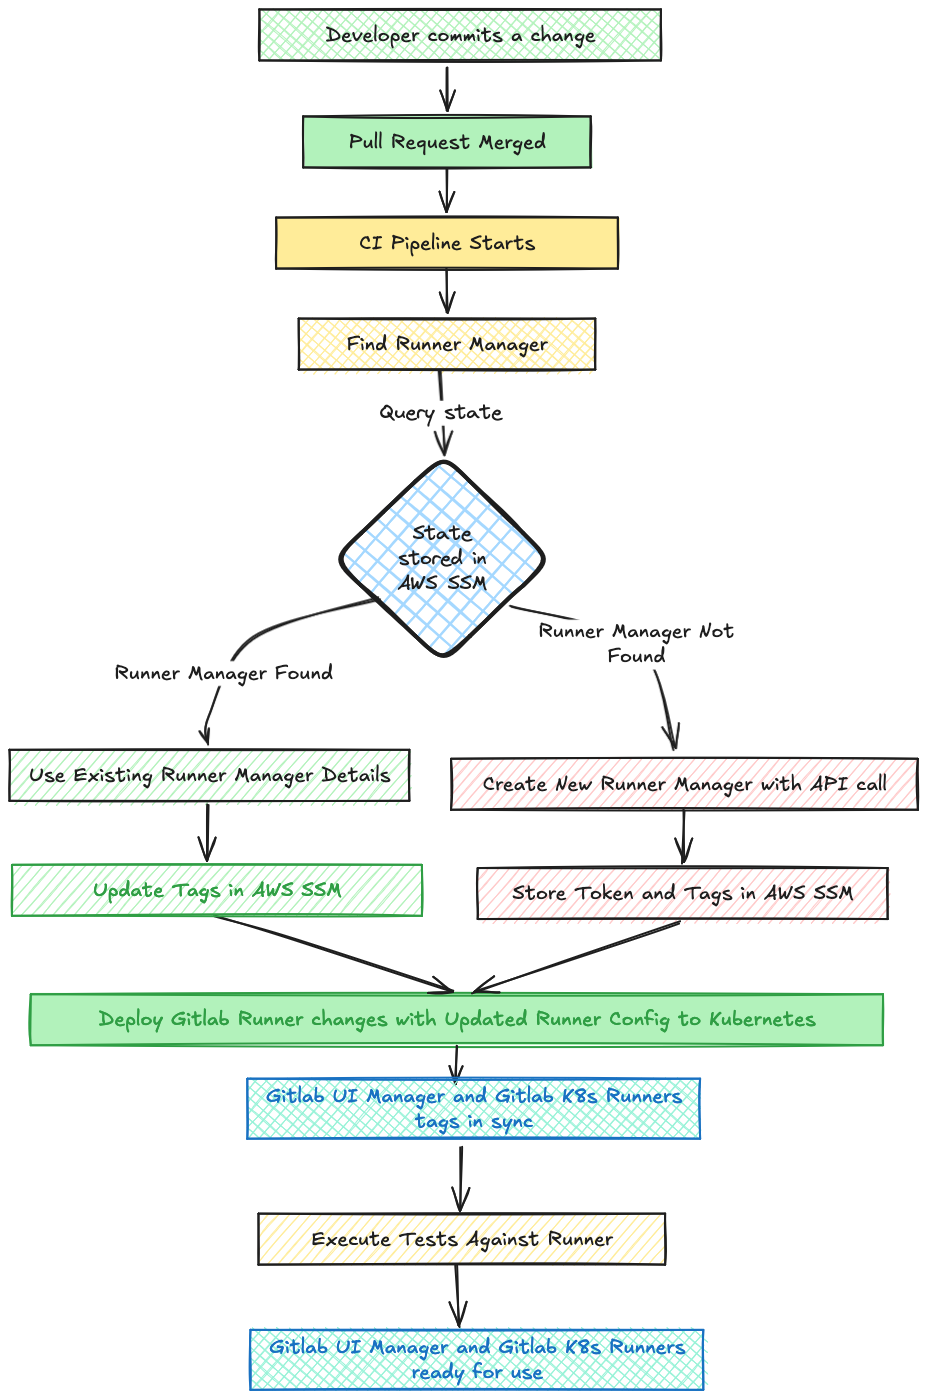 Developer commits a change
Pull Request Merged
CI Pipeline Starts
Find Runner Manager
Query state
State
stored in
AWS SSM
Runner Manager Not
Found
Runner Manager Found
Use Existing Runner Manager Details
Create New Runner Manager with API call
Update Tags in AWS SSM
Store Token and Tags in AWS SSM
Deploy Gitlab Runner changes with Updated Runner Config to Kubernetes
Gitlab UI Manager and Gitlab K8s Runners
tags in sync
Execute Tests Against Runner
Gitlab UI Manager and Gitlab K8s Runners
ready for use